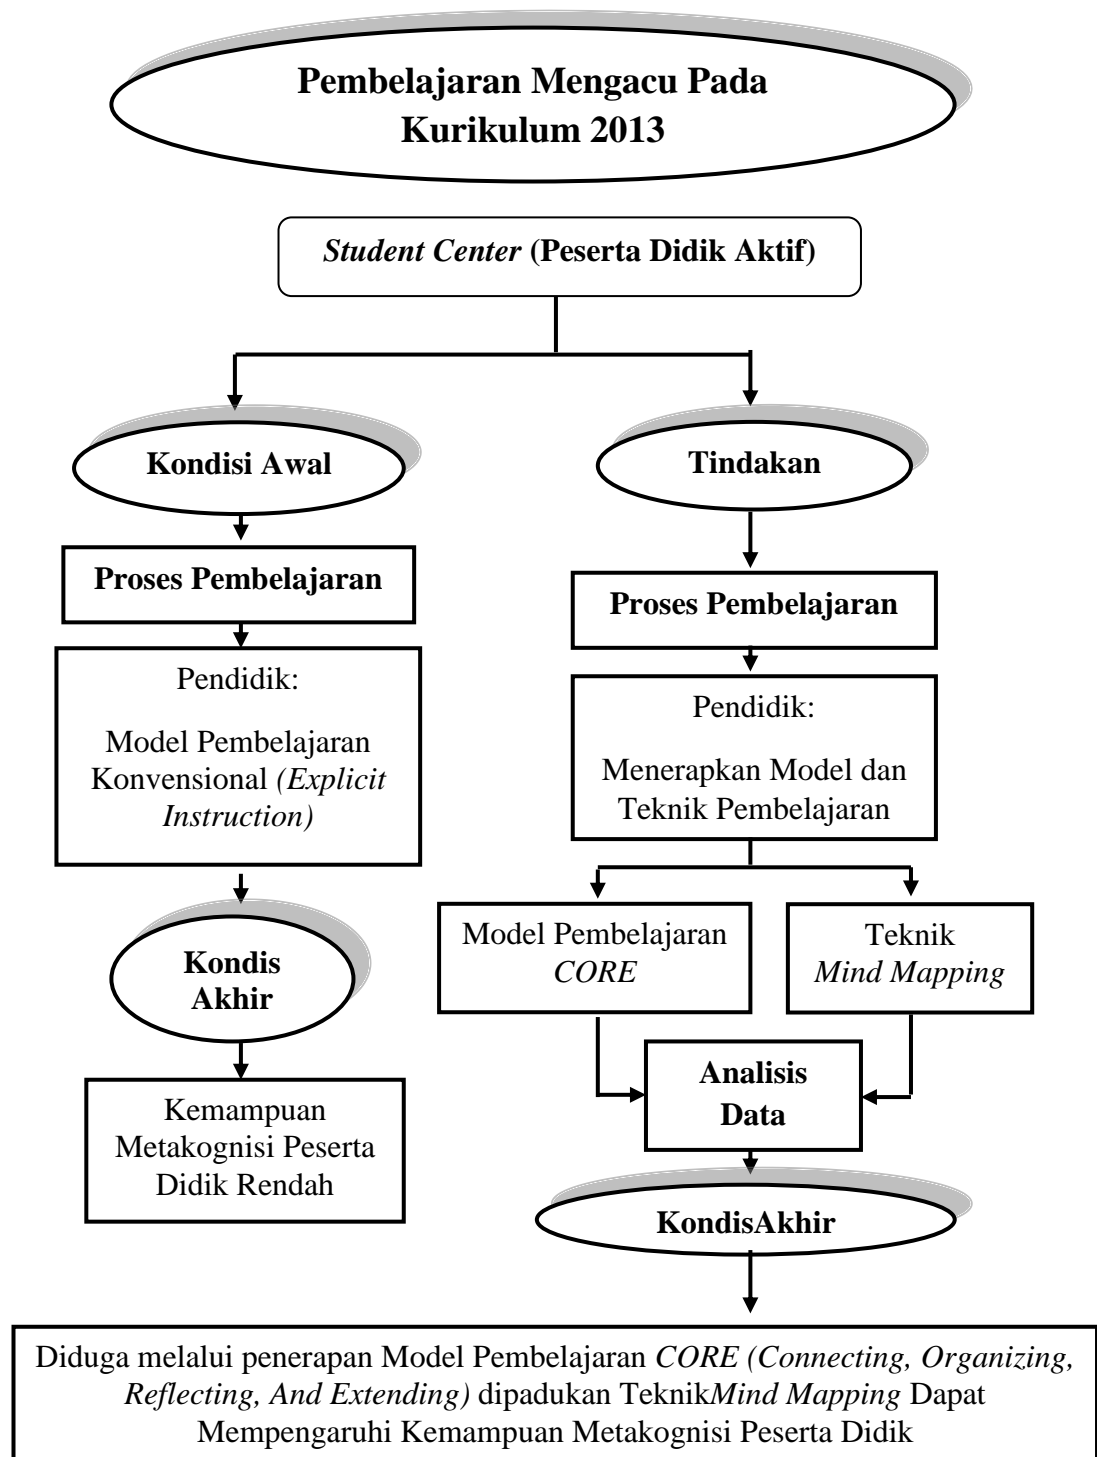 Pembelajaran Mengacu Pada
Kurikulum 2013
Student Center (Peserta Didik Aktif)
Kondisi Awal
Proses Pembelajaran
Pendidik:
Model Pembelajaran
Konvensional (Explicit
Instruction)
Kondis
Akhir
Kemampuan
Metakognisi Peserta
Didik Rendah
Tindakan
Proses Pembelajaran
Pendidik:
Menerapkan Model dan
Teknik Pembelajaran
Model Pembelajaran
CORE
Teknik
Mind Mapping
Analisis
Data
KondisAkhir
Diduga melalui penerapan Model Pembelajaran CORE (Connecting, Organizing,
Reflecting, And Extending) dipadukan TeknikMind Mapping Dapat
Mempengaruhi Kemampuan Metakognisi Peserta Didik